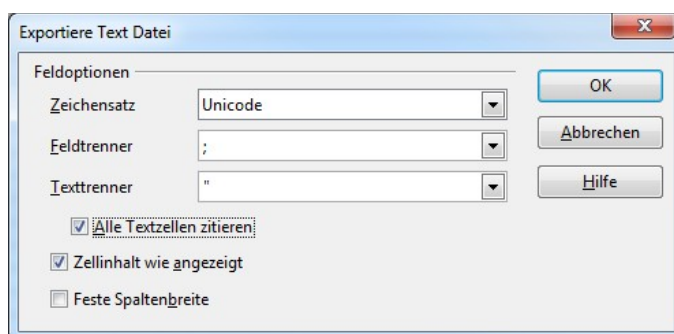 Exportiere Text Datei
Feldoptionen
Zeichensatz Unicode
Feldtrenner ;
Texttrenner "
Alle Textzellen zitieren
Zellinhalt wie angezeigt
Feste Spaltenbreite
OK
Abbrechen
Hilfe